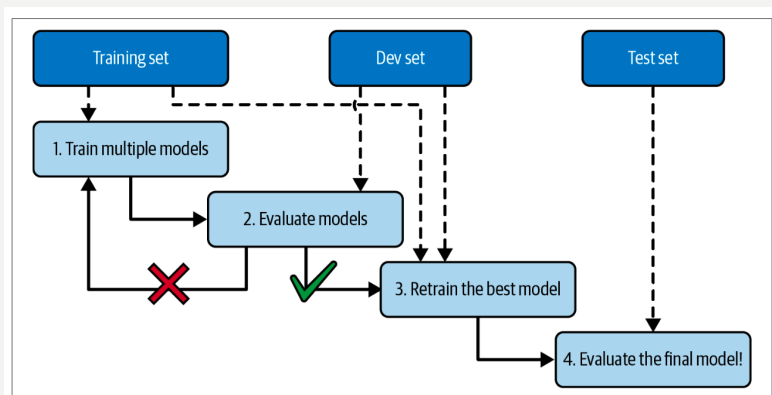 Training set
Dev set
Test set
1. Train multiple models
2. Evaluate models
3. Retrain the best model
4. Evaluate the final model!